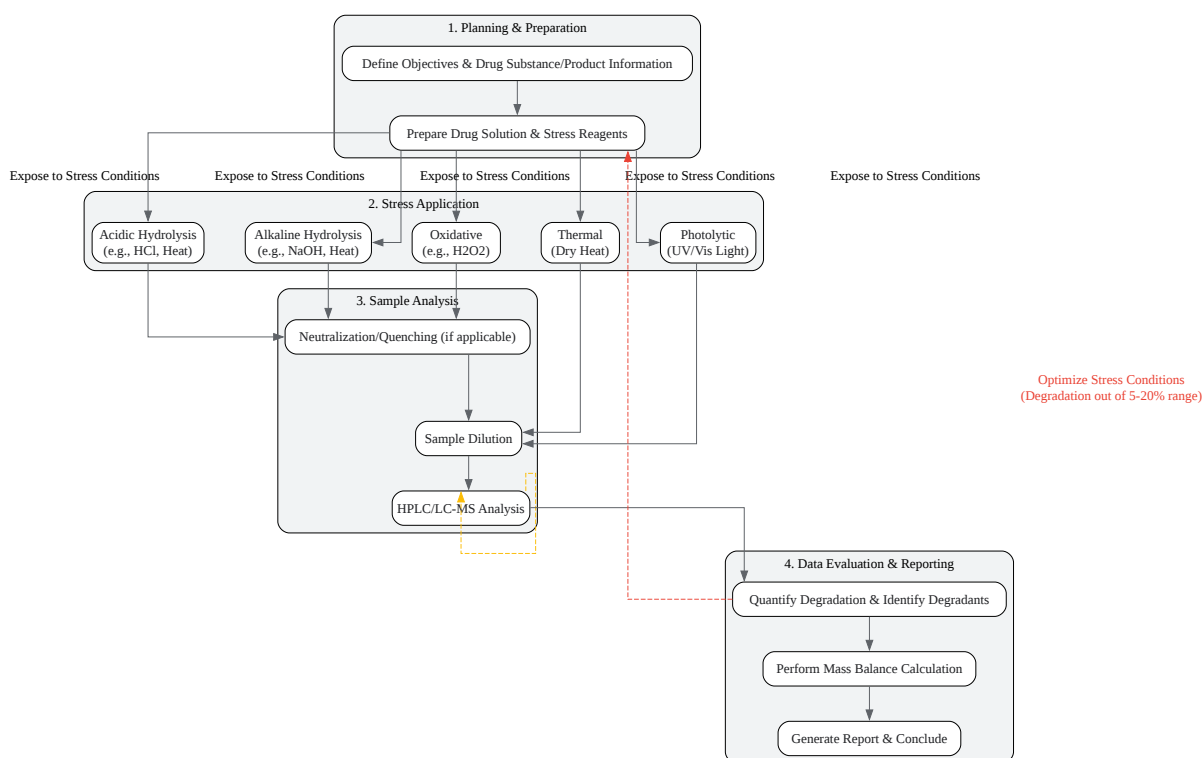 1. Planning & Preparation
Define Objectives & Drug Substance/Product Information
Prepare Drug Solution & Stress Reagents
Expose to Stress Conditions
Expose to Stress Conditions
Expose to Stress Conditions
Expose to Stress Conditions
Expose to Stress Conditions
2. Stress Application
Acidic Hydrolysis
(e.g., HCl, Heat)
Alkaline Hydrolysis
(e.g., NaOH, Heat)
Oxidative
(e.g., H2O2)
Thermal
(Dry Heat)
Photolytic
(UV/Vis Light)
3. Sample Analysis
Neutralization/Quenching (if applicable)
Optimize Stress Conditions
(Degradation out of 5-20% range)
Sample Dilution
HPLC/LC-MS Analysis
4. Data Evaluation & Reporting
Quantify Degradation & Identify Degradants
Perform Mass Balance Calculation
Generate Report & Conclude